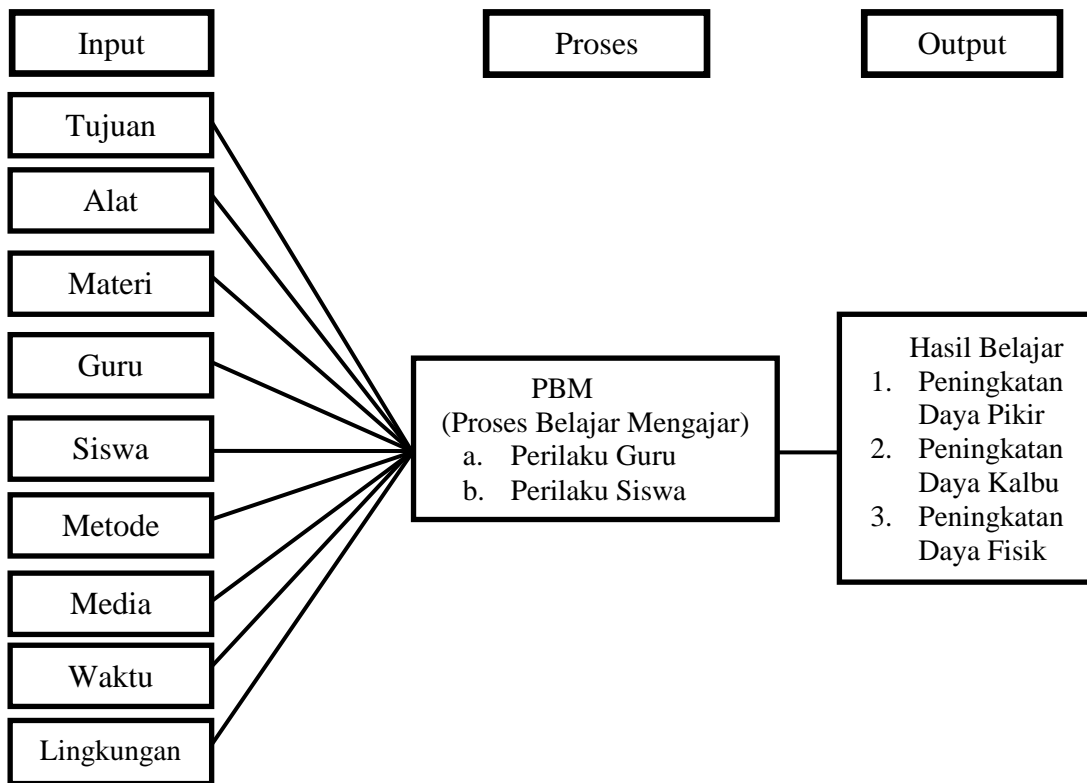 Input
Proses
Output
Tujuan
Alat
Materi
Guru
Siswa
Metode
Media
Waktu
Lingkungan
PBM
(Proses Belajar Mengajar)
a. Perilaku Guru
b. Perilaku Siswa
Hasil Belajar
1. Peningkatan
Daya Pikir
2. Peningkatan
Daya Kalbu
3. Peningkatan
Daya Fisik